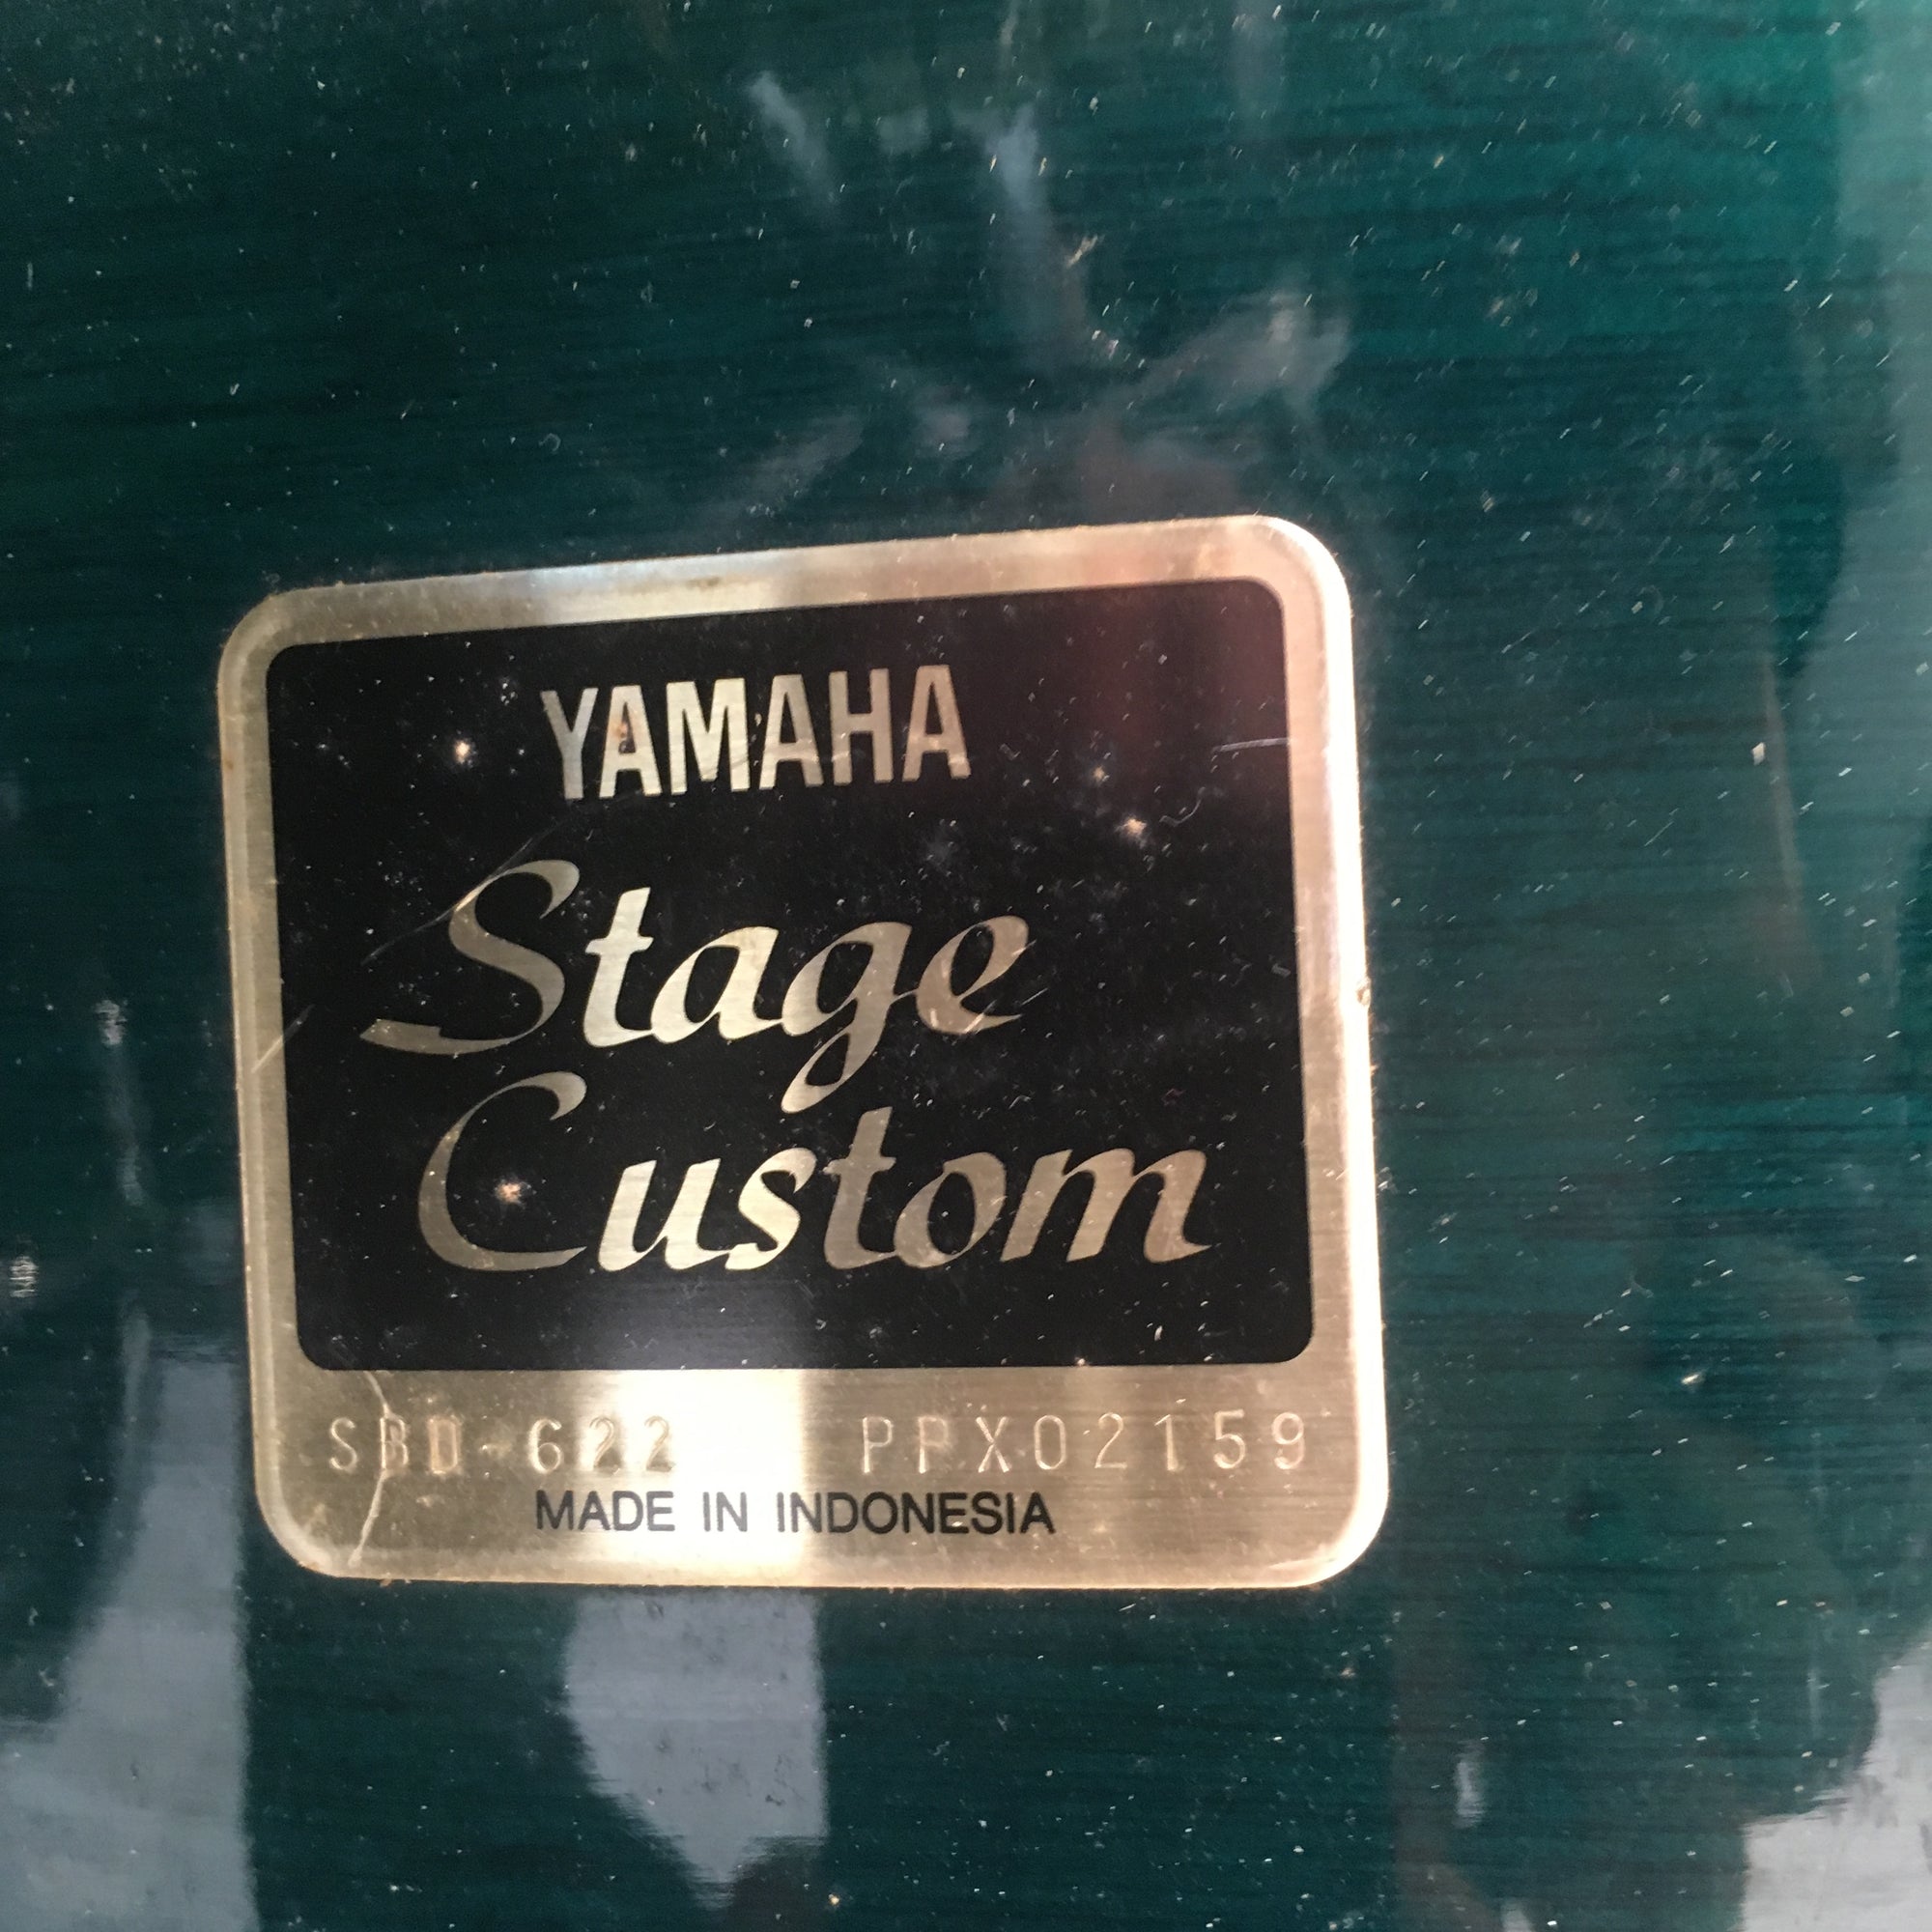 YAMAHA
Stage
Custom
SBD-622 PPX02159
MADE IN INDONESIA